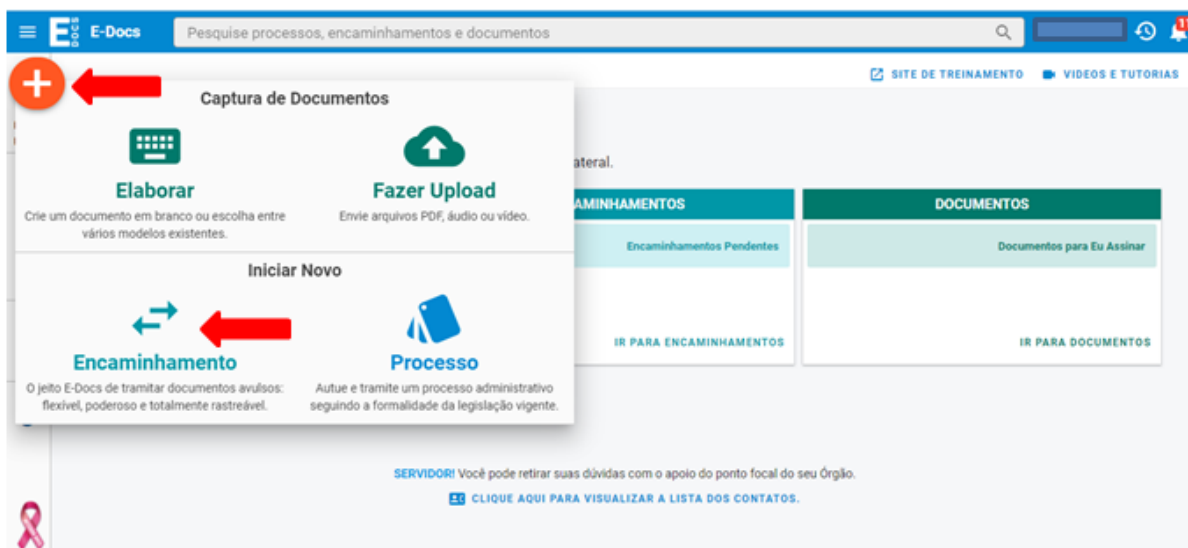 E DOCS E-Docs Pesquise processos, encaminhamentos e documentos
SITE DE TREINAMENTO VIDEOS E TUTORIAS
Captura de Documentos
Elaborar
Crie um documento em branco ou escolha entre
vários modelos existentes.
Fazer Upload
Envie arquivos PDF, áudio ou vídeo.
Iniciar Novo
Encaminhamento
O jeito E-Docs de tramitar documentos avulsos:
flexível, poderoso e totalmente rastreável.
Processo
Autue e tramite um processo administrativo
seguindo a formalidade da legislação vigente.
ateral.
AMINHAMENTOS
Encaminhamentos Pendentes
IR PARA ENCAMINHAMENTOS
DOCUMENTOS
Documentos para Eu Assinar
IR PARA DOCUMENTOS
SERVIDOR! Você pode retirar suas dúvidas com o apoio do ponto focal do seu Órgão.
CLIQUE AQUI PARA VISUALIZAR A LISTA DOS CONTATOS.